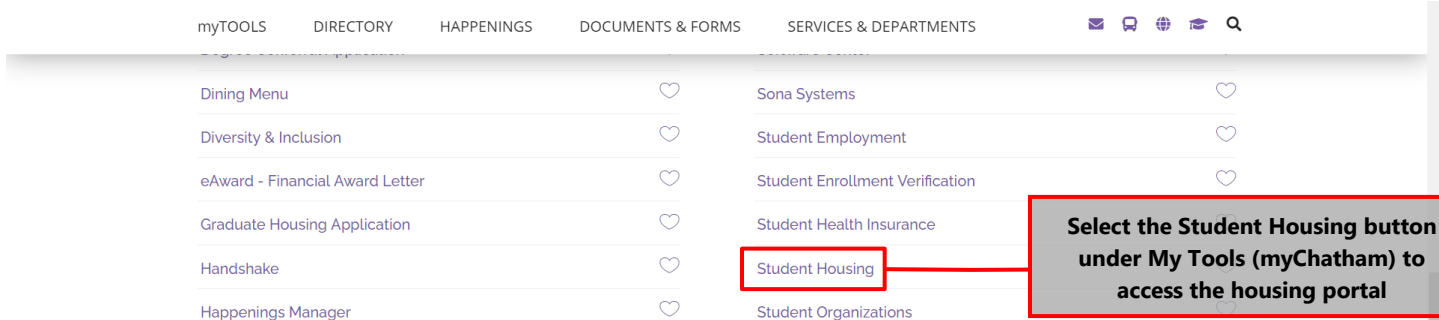 myTOOLS DIRECTORY HAPPENINGS DOCUMENTS & FORMS SERVICES & DEPARTMENTS
Dining Menu
Diversity & Inclusion
eAward - Financial Award Letter
Graduate Housing Application
Handshake
Happenings Manager
Sona Systems
Student Employment
Student Enrollment Verification
Student Health Insurance
Student Housing
Student Organizations
Select the Student Housing button
under My Tools (myChatham) to
access the housing portal